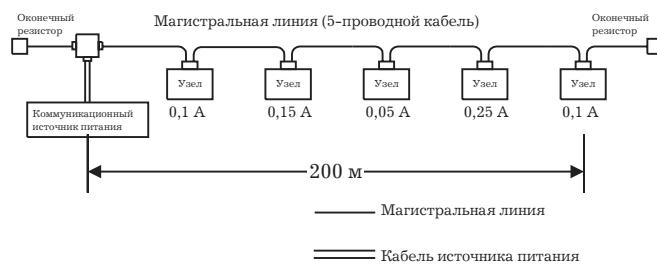 Оконечный
резистор
Магистральная линия (5-проводной кабель)
Оконечный
резистор
Узел
Узел
Узел
Узел
Узел
Коммуникационный
источник питания
0,1 А
0,15 А
0,05 А
0,25 А
0,1 А
200 м
Магистральная линия
Кабель источника питания